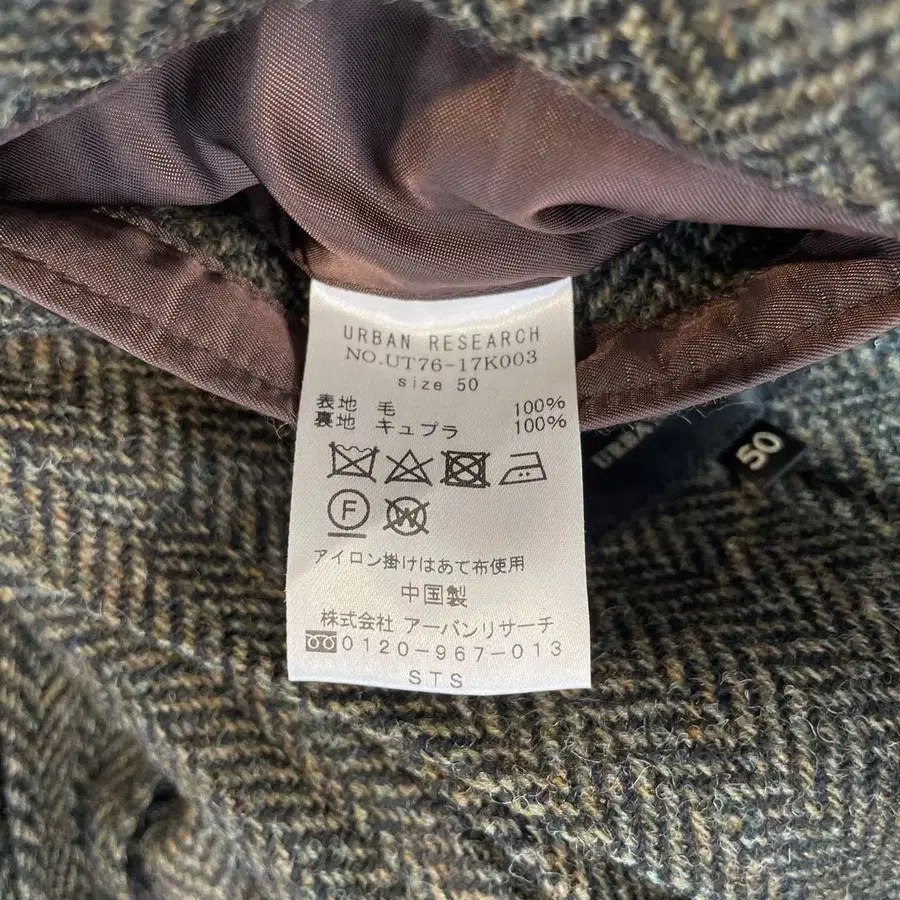 URBAN RESEARCH
NO.UT76-17K003
size 50
表地 毛 100%
裏地 キュプラ 100%
F
W
アイロン掛けはあて布使用
中国製
株式会社 アーバンリサーチ
0120-967-013
STS
50